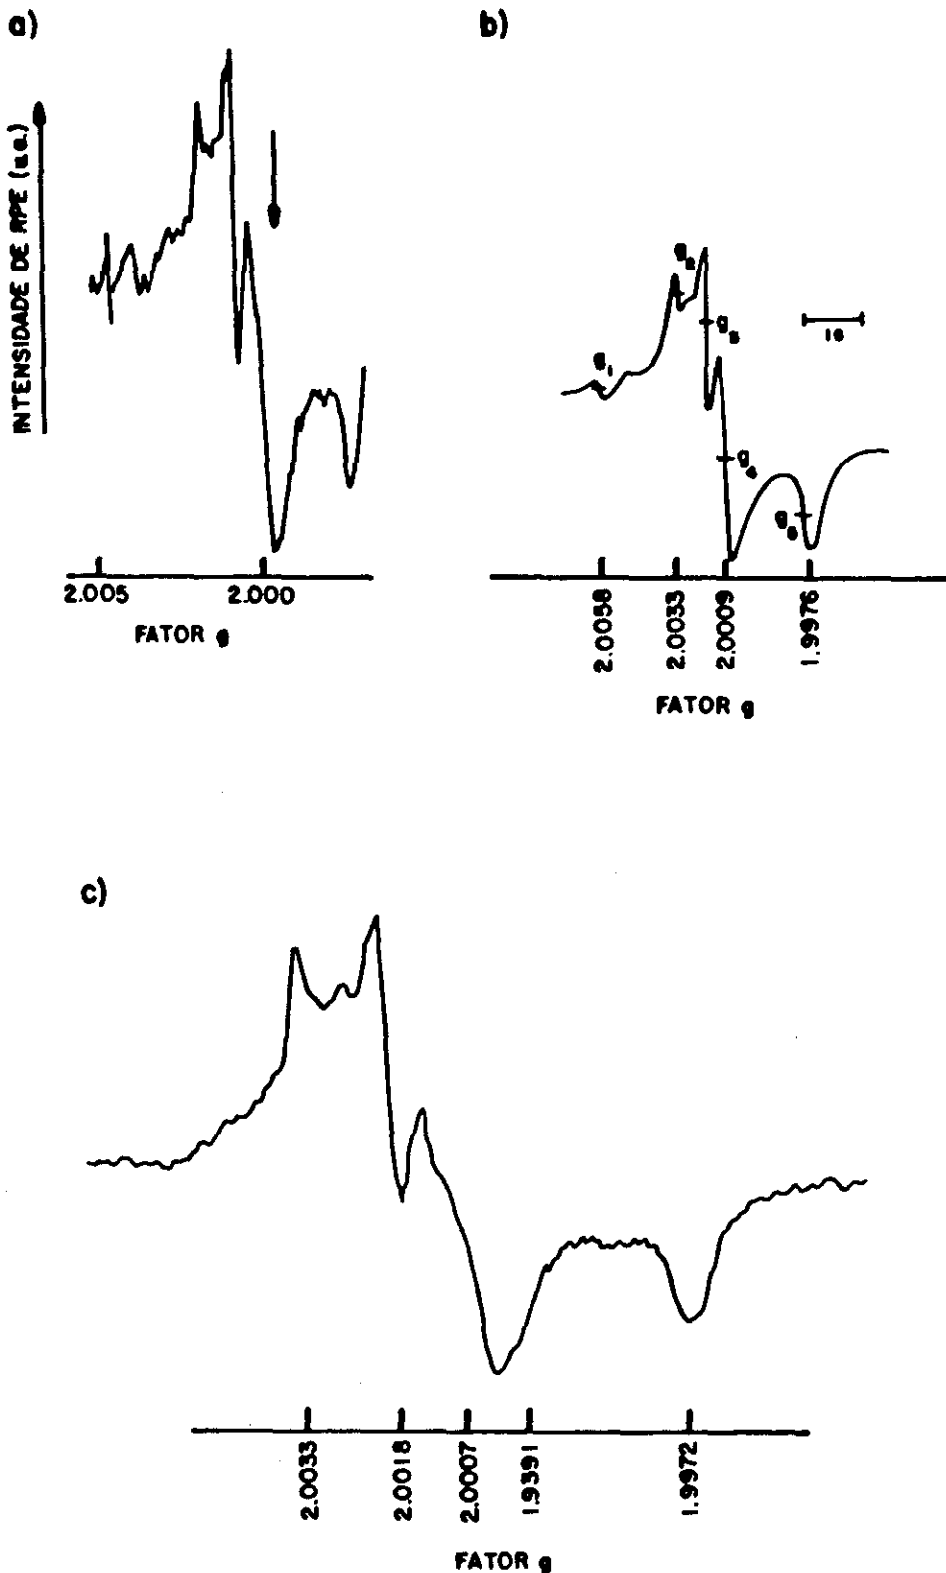 a)
INTENSIDADE DE RPE (u.a.)
2.005 2.000
FATOR g
b)
g₁
g₂
g₃
g₄
g₅
1G
2.0058 2.0033 2.0009 1.9976
FATOR g
c)
2.0033 2.0018 2.0007 1.9391 1.9972
FATOR g